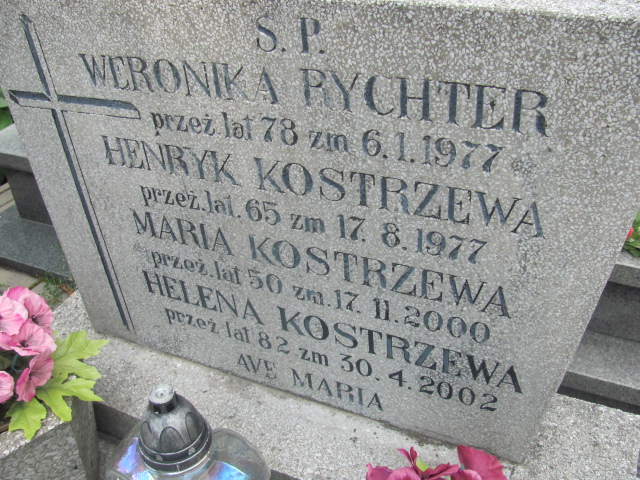 Ś. P.
WERONIKA RYCHTER
przeż lat 78 zm 6.1.1977
HENRYK KOSTRZEWA
przeż. lat. 65 zm 17. 8.1977
MARIA KOSTRZEWA
przeż. lat 50 zm. 17. 11.2000
HELENA KOSTRZEWA
przeż lat 82 zm 30.4.2002
AVE MARIA